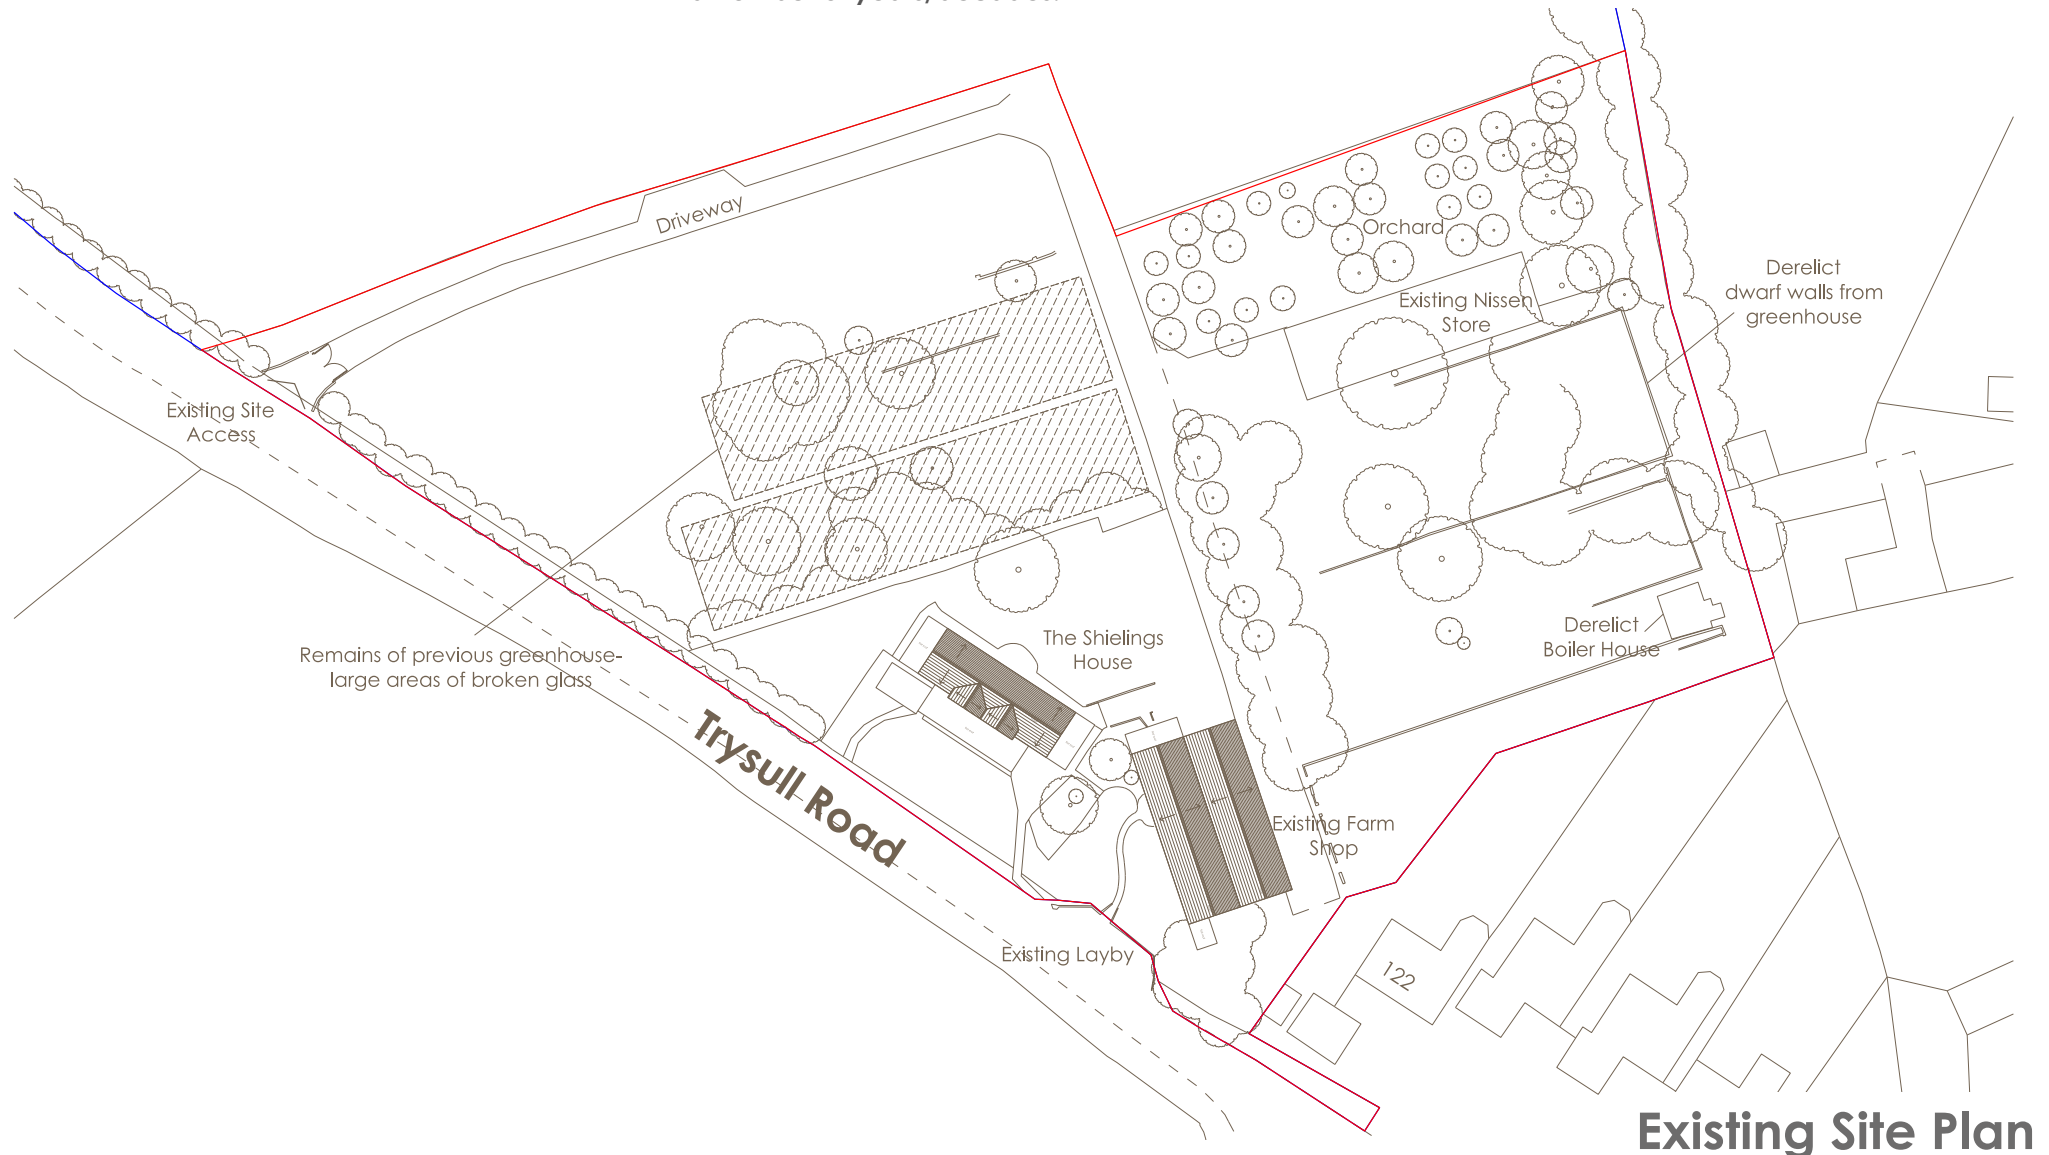 Driveway
Orchard
Existing Nissen
Store
Derelict
dwarf walls from
greenhouse
Existing Site
Access
Remains of previous greenhouse-
large areas of broken glass
The Shielings
House
Derelict
Boiler House
Trysull Road
Existing Farm
Shop
Existing Layby
122
Existing Site Plan